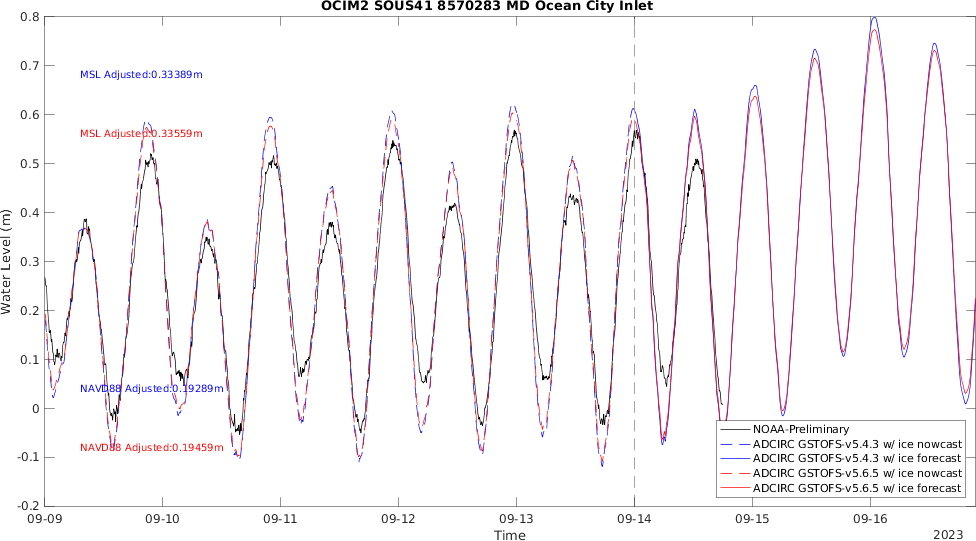 OCIM2 SOUS41 8570283 MD Ocean City Inlet
Water Level (m)
0.8
0.7
0.6
0.5
0.4
0.3
0.2
0.1
0
-0.1
-0.2
MSL Adjusted:0.33389m
MSL Adjusted:0.33559m
NAVD88 Adjusted:0.19289m
NAVD88 Adjusted:0.19459m
NOAA-Preliminary
ADCIRC GSTOFS-v5.4.3 w/ ice nowcast
ADCIRC GSTOFS-v5.4.3 w/ ice forecast
ADCIRC GSTOFS-v5.6.5 w/ ice nowcast
ADCIRC GSTOFS-v5.6.5 w/ ice forecast
09-09 09-10 09-11 09-12 09-13 09-14 09-15 09-16
Time
2023